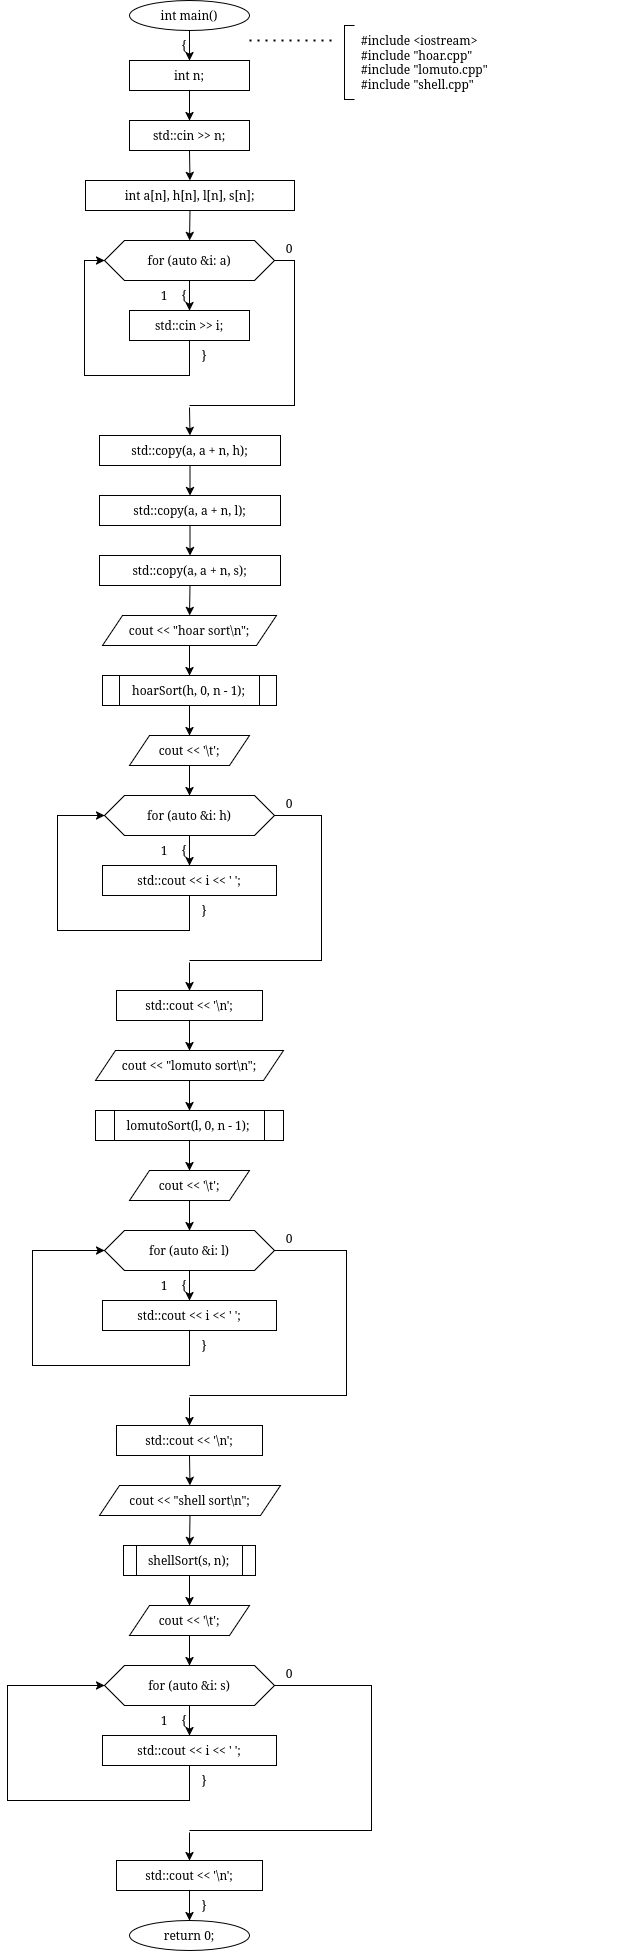 int main()
{
#include <iostream>
#include "hoar.cpp"
#include "lomuto.cpp"
#include "shell.cpp"
int n;
std::cin >> n;
int a[n], h[n], l[n], s[n];
for (auto &i: a)
0
1 {
std::cin >> i;
}
std::copy(a, a + n, h);
std::copy(a, a + n, l);
std::copy(a, a + n, s);
cout << "hoar sort\n";
hoarSort(h, 0, n - 1);
cout << '\t';
for (auto &i: h)
0
1 {
std::cout << i << ' ';
}
std::cout << '\n';
cout << "lomuto sort\n";
lomutoSort(l, 0, n - 1);
cout << '\t';
for (auto &i: l)
0
1 {
std::cout << i << ' ';
}
std::cout << '\n';
cout << "shell sort\n";
shellSort(s, n);
cout << '\t';
for (auto &i: s)
0
1 {
std::cout << i << ' ';
}
std::cout << '\n';
}
return 0;